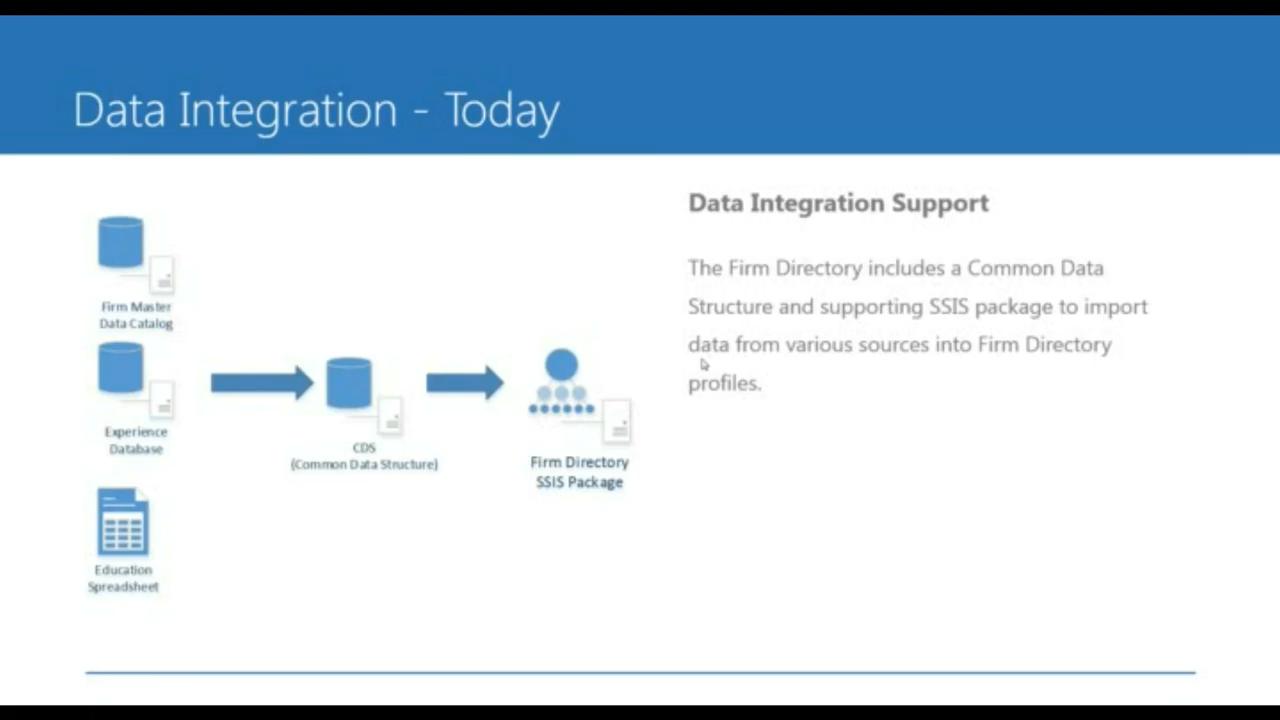 Data Integration - Today
Firm Master
Data Catalog
Experience
Database
Education
Spreadsheet
CDS
(Common Data Structure)
Firm Directory
SSIS Package
Data Integration Support
The Firm Directory includes a Common Data
Structure and supporting SSIS package to import
data from various sources into Firm Directory
profiles.